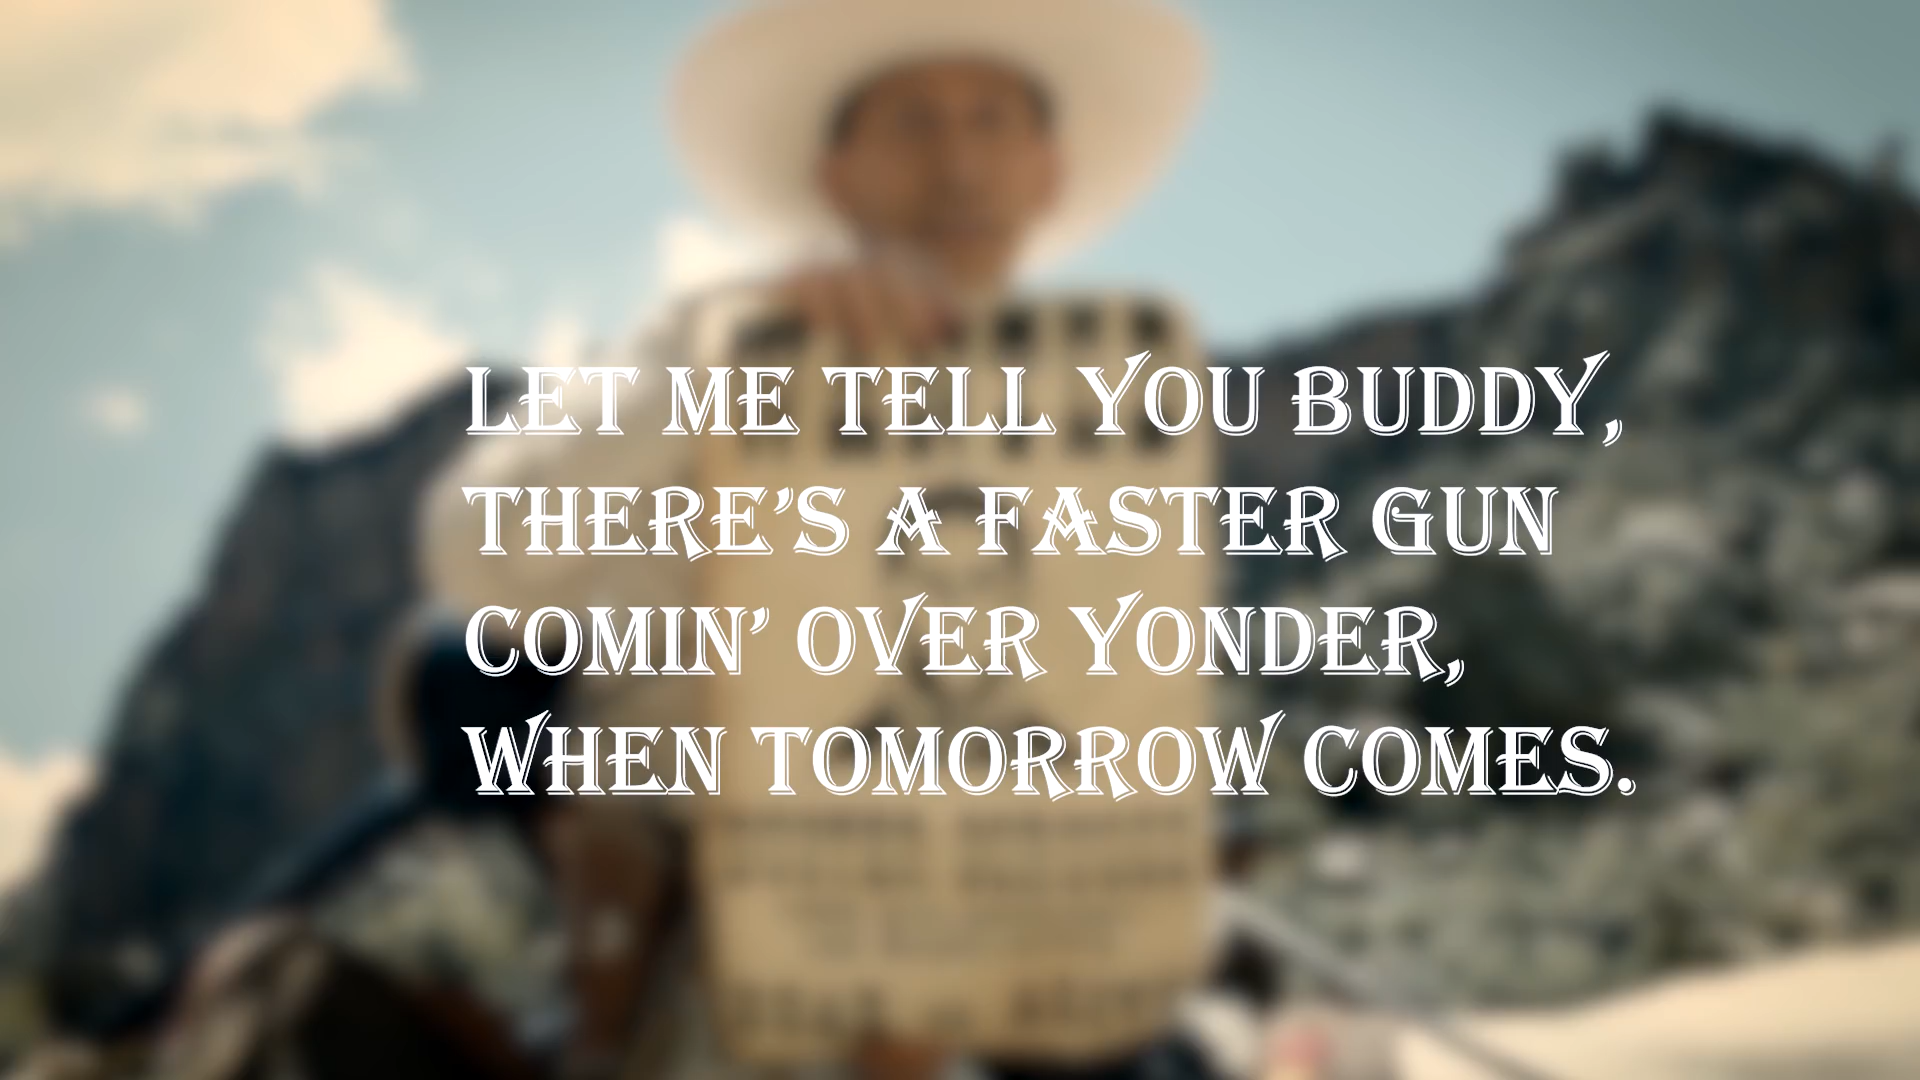 LET ME TELL YOU BUDDY,
THERE’S A FASTER GUN
COMIN’ OVER YONDER,
WHEN TOMORROW COMES.